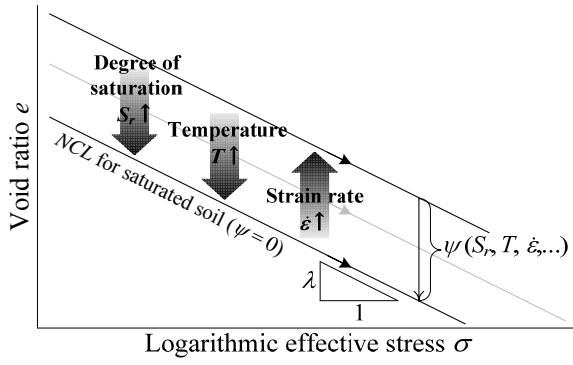 Void ratio e
Degree of
saturation
Sᵣ ↑
Temperature
T ↑
Strain rate
ε̇ ↑
NCL for saturated soil (ψ=0)
ψ(Sᵣ, T, ε̇,...)
λ
1
Logarithmic effective stress σ